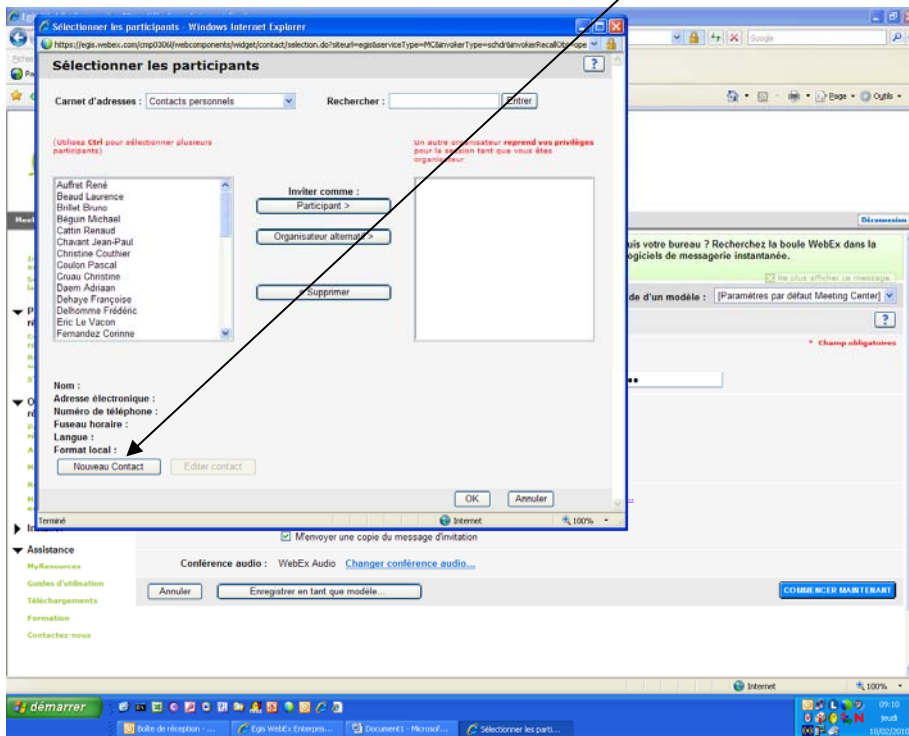 Sélectionner les participants - Windows Internet Explorer
https://egis.webex.com/cmp0306l/webcomponents/widget/contact/selection.do?siteurl=egis&serviceType=MC&invokerType=schdr&invokerRecallObj=ope
Google
Sélectionner les participants
?
Page
Outils
Carnet d'adresses : Contacts personnels
Rechercher :
Entrer
(Utilisez Ctrl pour sélectionner plusieurs
participants)
Un autre organisateur reprend vos privilèges
pour la session tant que vous êtes
organisateur
Auffret René
Beaud Laurence
Brillet Bruno
Béguin Michael
Cattin Renaud
Chavant Jean-Paul
Christine Couthier
Coulon Pascal
Cruau Christine
Daem Adriaan
Dehaye Françoise
Delhomme Frédéric
Eric Le Vacon
Fernandez Corinne
Inviter comme :
Participant >
Organisateur alternatif >
< Supprimer
Déconnexion
uis votre bureau ? Recherchez la boule WebEx dans la
ogiciels de messagerie instantanée.
Ne plus afficher ce message
de d'un modèle : [Paramètres par défaut Meeting Center]
?
* Champ obligatoires
Nom :
Adresse électronique :
Numéro de téléphone :
Fuseau horaire :
Langue :
Format local :
Nouveau Contact
Editer contact
OK
Annuler
Terminé
Internet
100%
M'envoyer une copie du message d'invitation
Assistance
MyResources
Guides d'utilisation
Téléchargements
Formation
Contactez-nous
Conférence audio : WebEx Audio Changer conférence audio...
Annuler
Enregistrer en tant que modèle...
COMMENCER MAINTENANT
Internet
100%
démarrer
Boîte de réception - ...
Egis WebEx Enterpris...
Document1 - Microsof...
Sélectionner les parti...
09:10
jeudi
18/02/2010